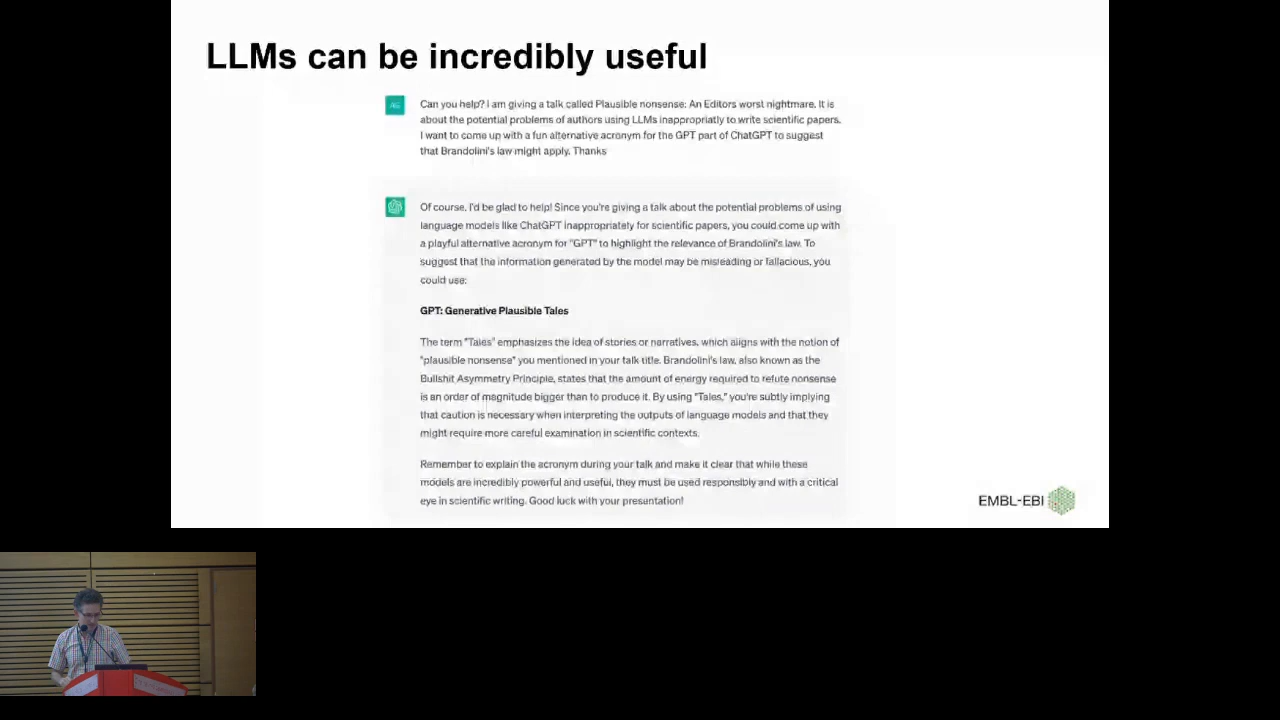 LLMs can be incredibly useful
AG
Can you help? I am giving a talk called Plausible nonsense: An Editors worst nightmare. It is
about the potential problems of authors using LLMs inappropriatly to write scientific papers.
I want to come up with a fun alternative acronym for the GPT part of ChatGPT to suggest
that Brandolini's law might apply. Thanks
Of course, I'd be glad to help! Since you're giving a talk about the potential problems of using
language models like ChatGPT inappropriately for scientific papers, you could come up with
a playful alternative acronym for "GPT" to highlight the relevance of Brandolini's law. To
suggest that the information generated by the model may be misleading or fallacious, you
could use:
GPT: Generative Plausible Tales
The term "Tales" emphasizes the idea of stories or narratives, which aligns with the notion of
"plausible nonsense" you mentioned in your talk title. Brandolini's law, also known as the
Bullshit Asymmetry Principle, states that the amount of energy required to refute nonsense
is an order of magnitude bigger than to produce it. By using "Tales," you're subtly implying
that caution is necessary when interpreting the outputs of language models and that they
might require more careful examination in scientific contexts.
Remember to explain the acronym during your talk and make it clear that while these
models are incredibly powerful and useful, they must be used responsibly and with a critical
eye in scientific writing. Good luck with your presentation!
EMBL-EBI